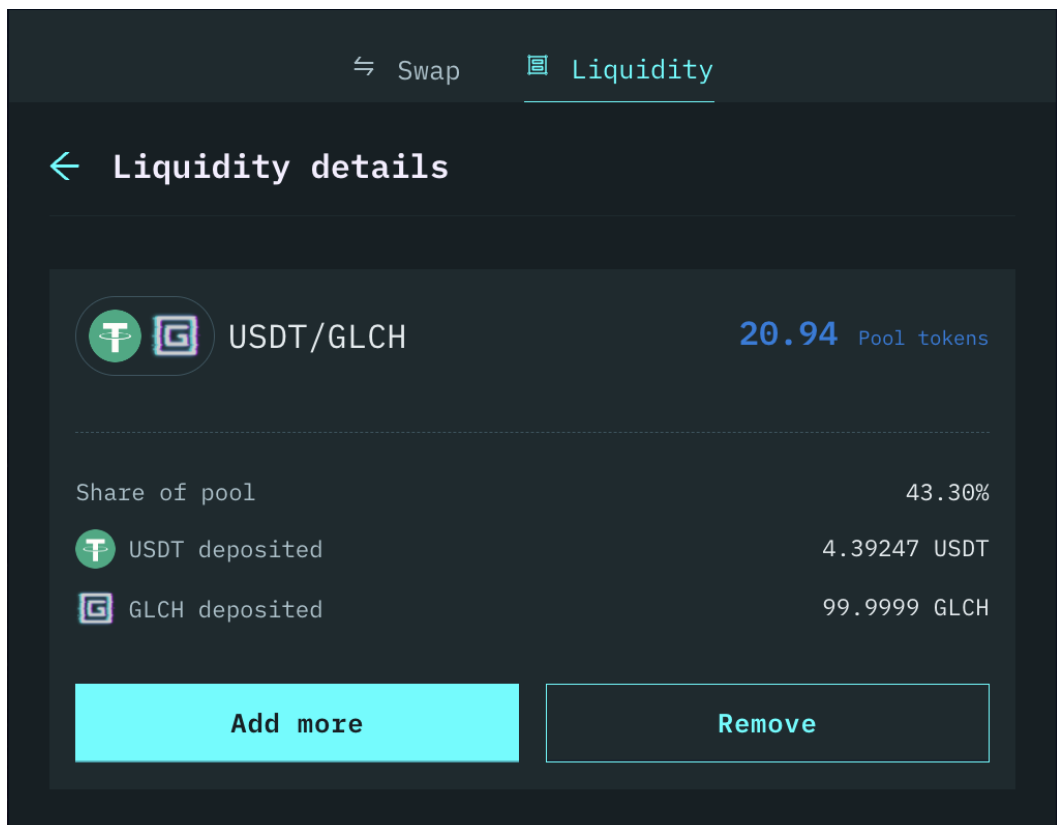 Swap Liquidity
Liquidity details
USDT/GLCH 20.94 Pool tokens
Share of pool 43.30%
USDT deposited 4.39247 USDT
GLCH deposited 99.9999 GLCH
Add more Remove